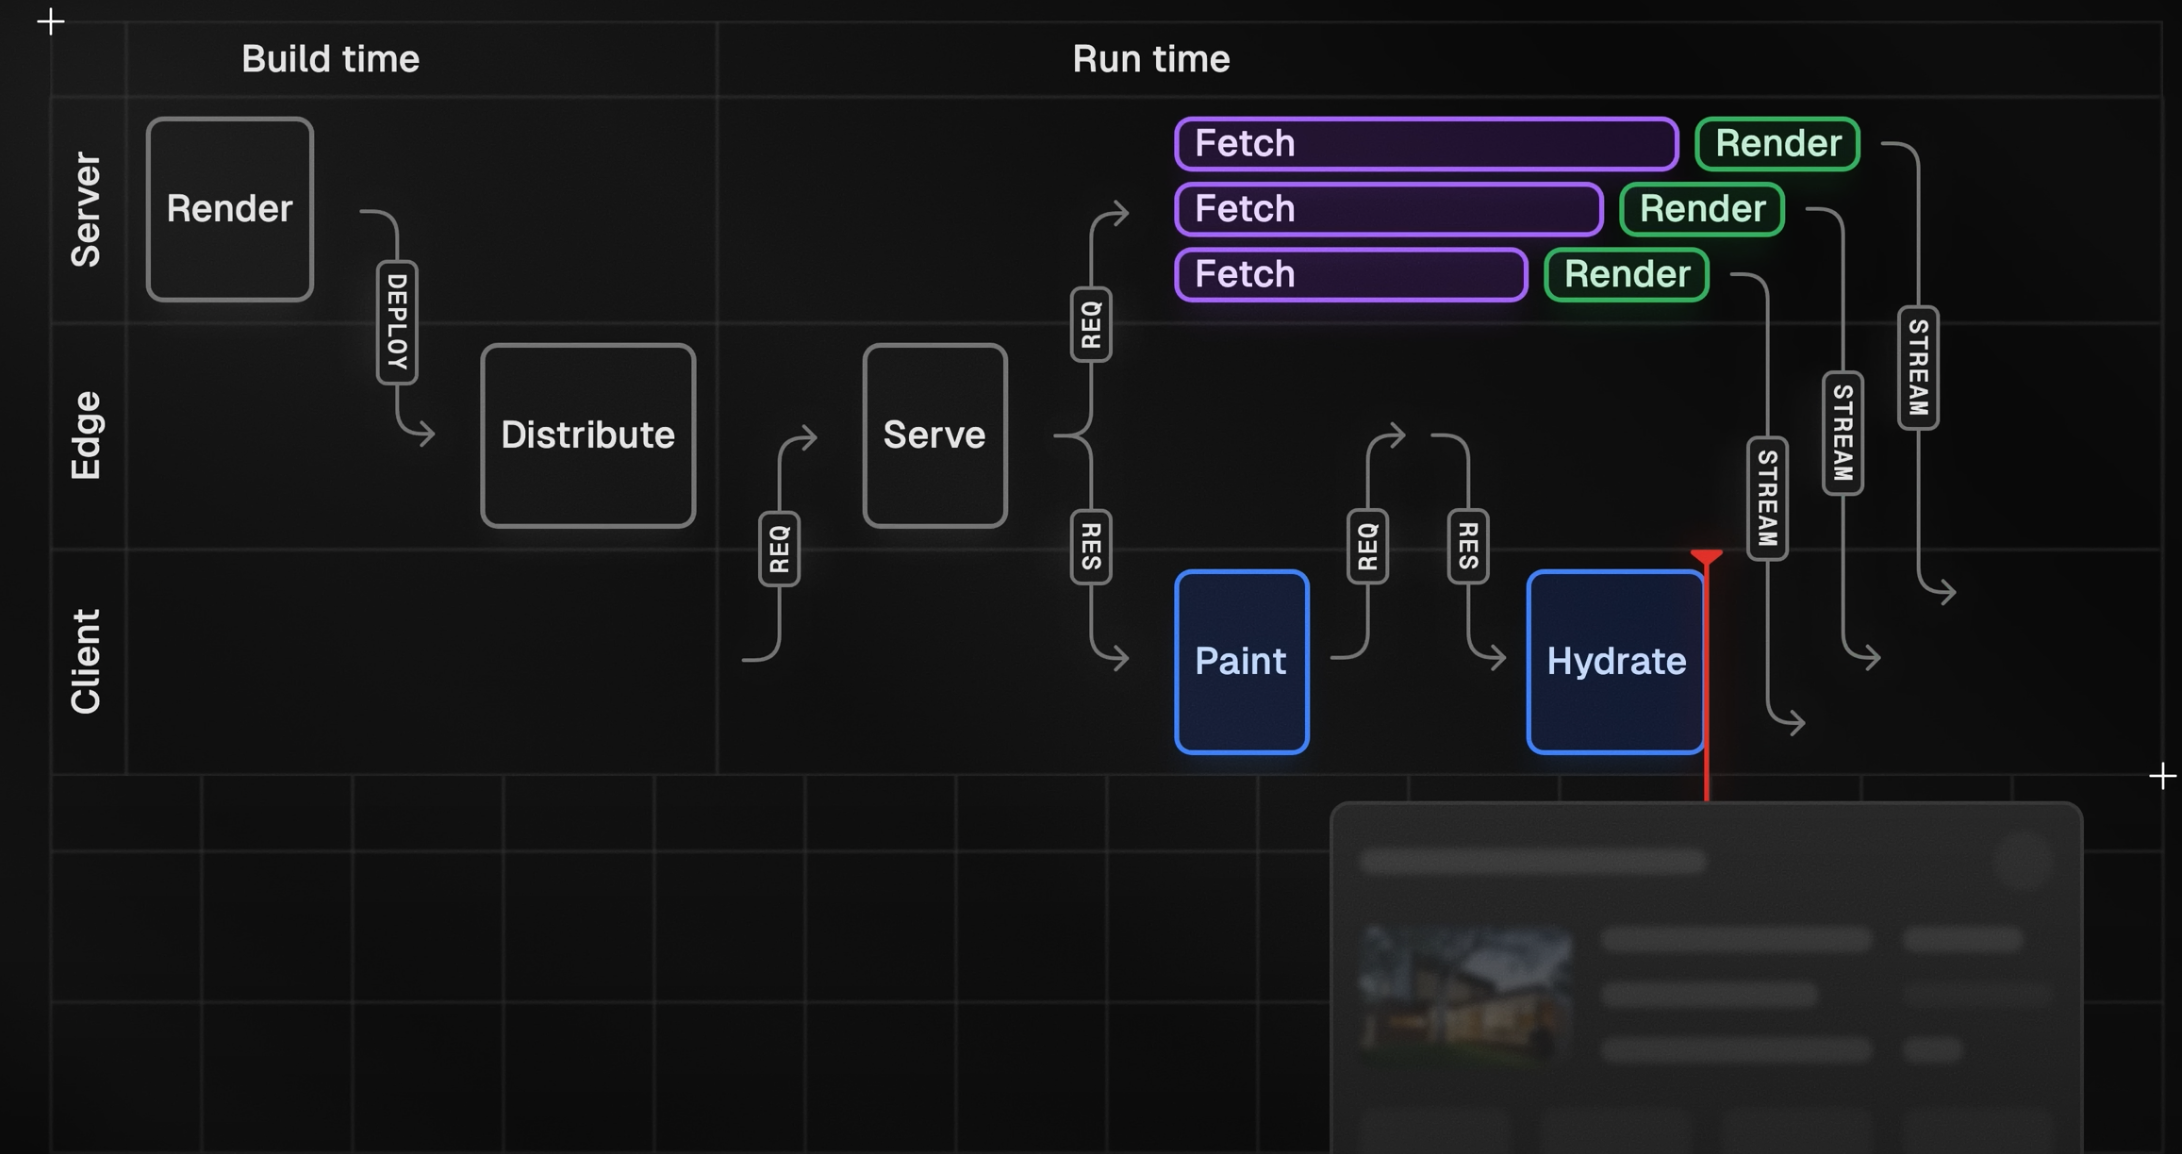 Build time
Run time
Server
Render
DEPLOY
REQ
Fetch
Render
Fetch
Render
Fetch
Render
STREAM
STREAM
STREAM
Edge
Distribute
REQ
Serve
RES
REQ
RES
Client
Paint
Hydrate